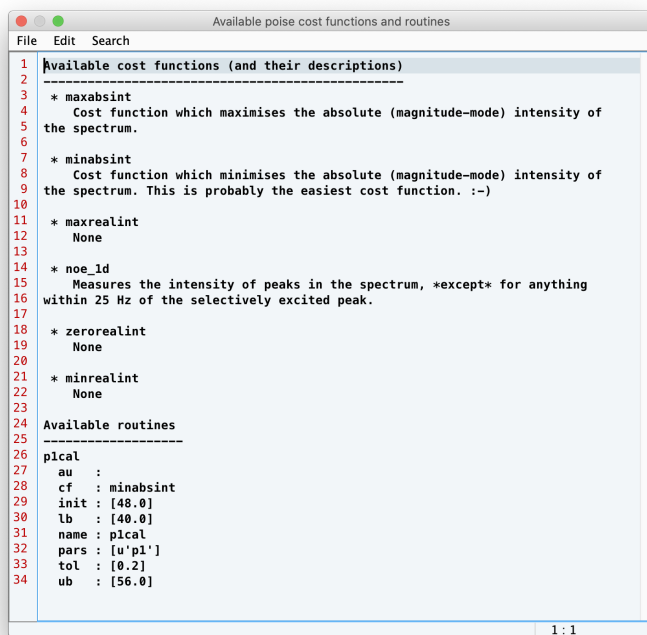 Available poise cost functions and routines
File Edit Search
1 Available cost functions (and their descriptions)
2 -------------------------------------------------
3 * maxabsint
4 Cost function which maximises the absolute (magnitude-mode) intensity of
5 the spectrum.
6
7 * minabsint
8 Cost function which minimises the absolute (magnitude-mode) intensity of
9 the spectrum. This is probably the easiest cost function. :-)
10
11 * maxrealint
12 None
13
14 * noe_1d
15 Measures the intensity of peaks in the spectrum, *except* for anything
16 within 25 Hz of the selectively excited peak.
17
18 * zerorealint
19 None
20
21 * minrealint
22 None
23
24 Available routines
25 -------------------
26 p1cal
27 au :
28 cf : minabsint
29 init : [48.0]
30 lb : [40.0]
31 name : p1cal
32 pars : [u'p1']
33 tol : [0.2]
34 ub : [56.0]
1 : 1